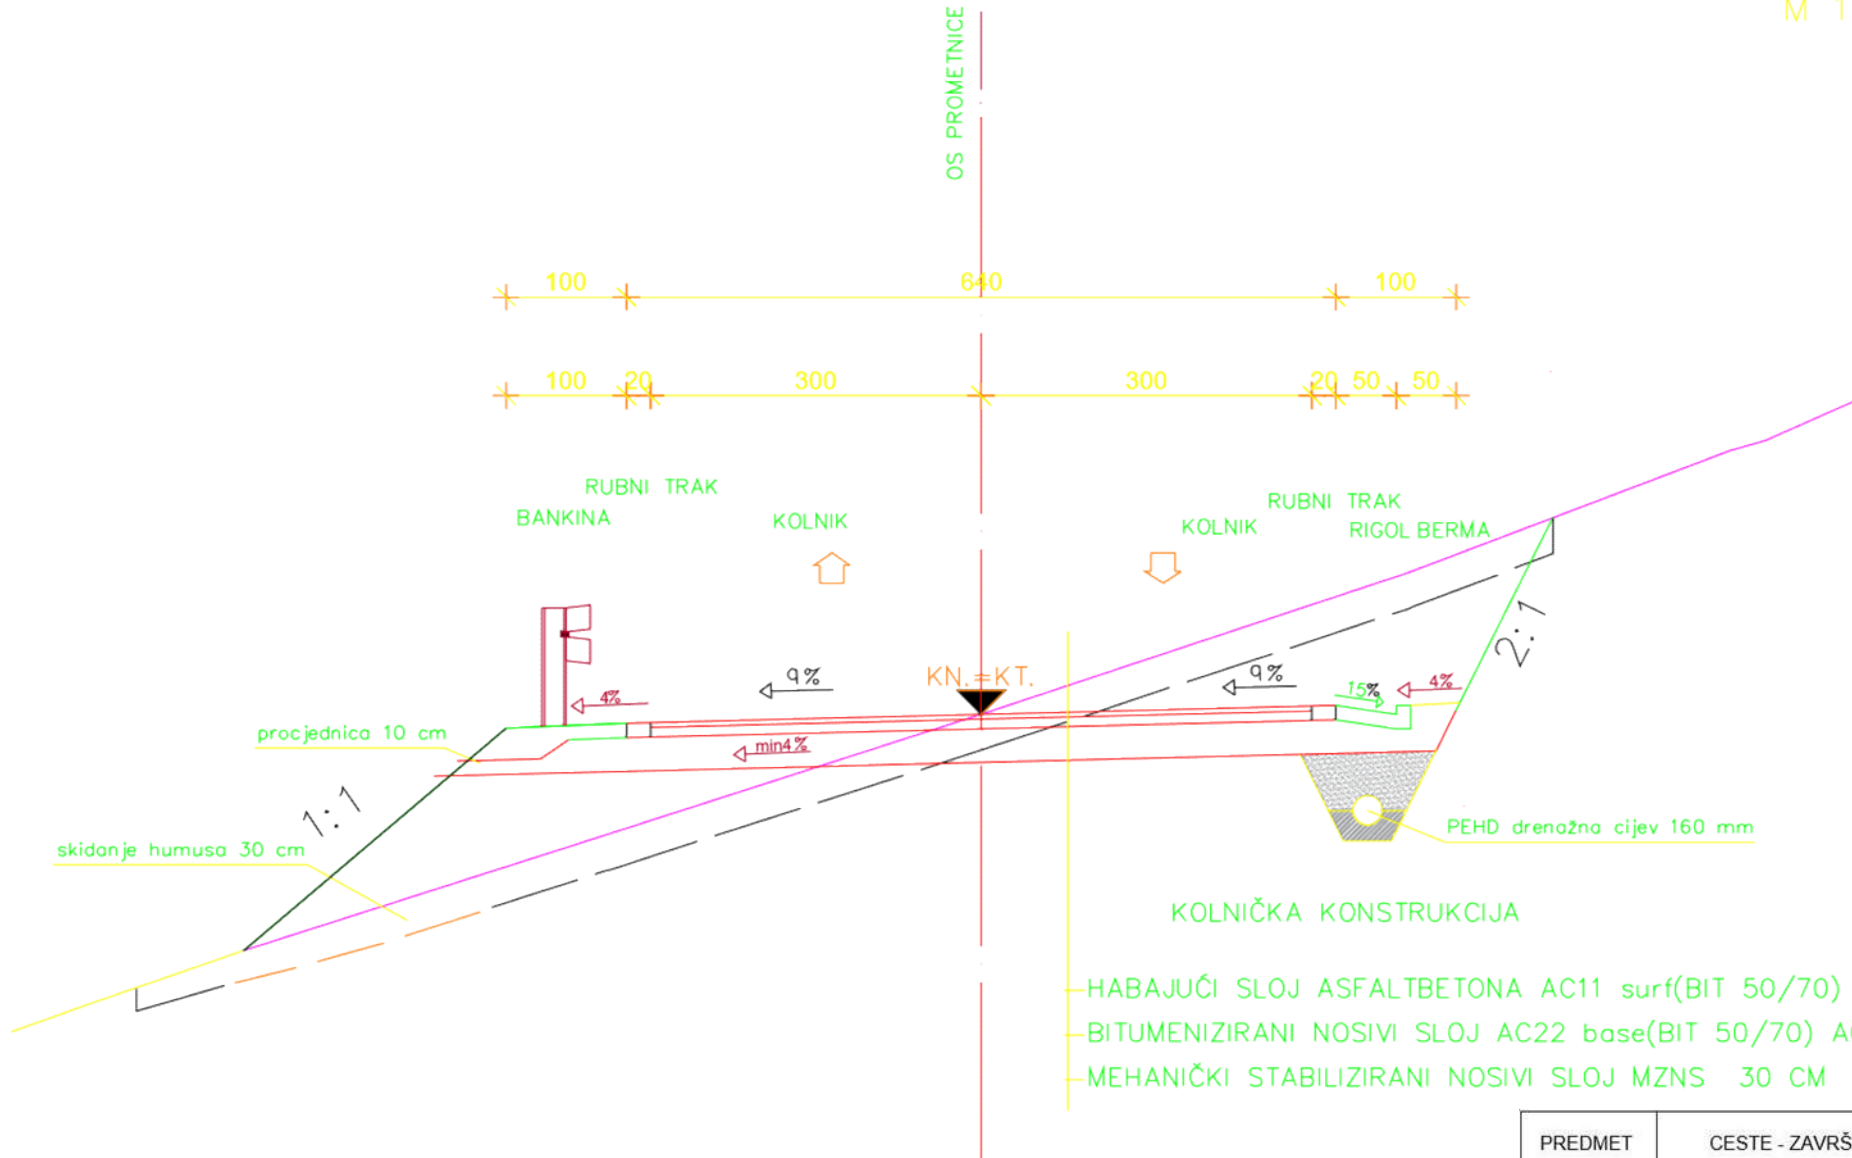 M 1
OS PROMETNICE
100 640 100
100 20 300 300 20 50 50
RUBNI TRAK
BANKINA
KOLNIK
RUBNI TRAK
KOLNIK
RIGOL BERMA
2:1
KN.=KT.
9%
9%
4%
15%
4%
procjednica 10 cm
min4%
1:1
skidanje humusa 30 cm
PEHD drenažna cijev 160 mm
KOLNIČKA KONSTRUKCIJA
HABAJUĆI SLOJ ASFALTBETONA AC11 surf(BIT 50/70)
BITUMENIZIRANI NOSIVI SLOJ AC22 base(BIT 50/70)
MEHANIČKI STABILIZIRANI NOSIVI SLOJ MZNS 30 CM
PREDMET CESTE - ZAVRŠ